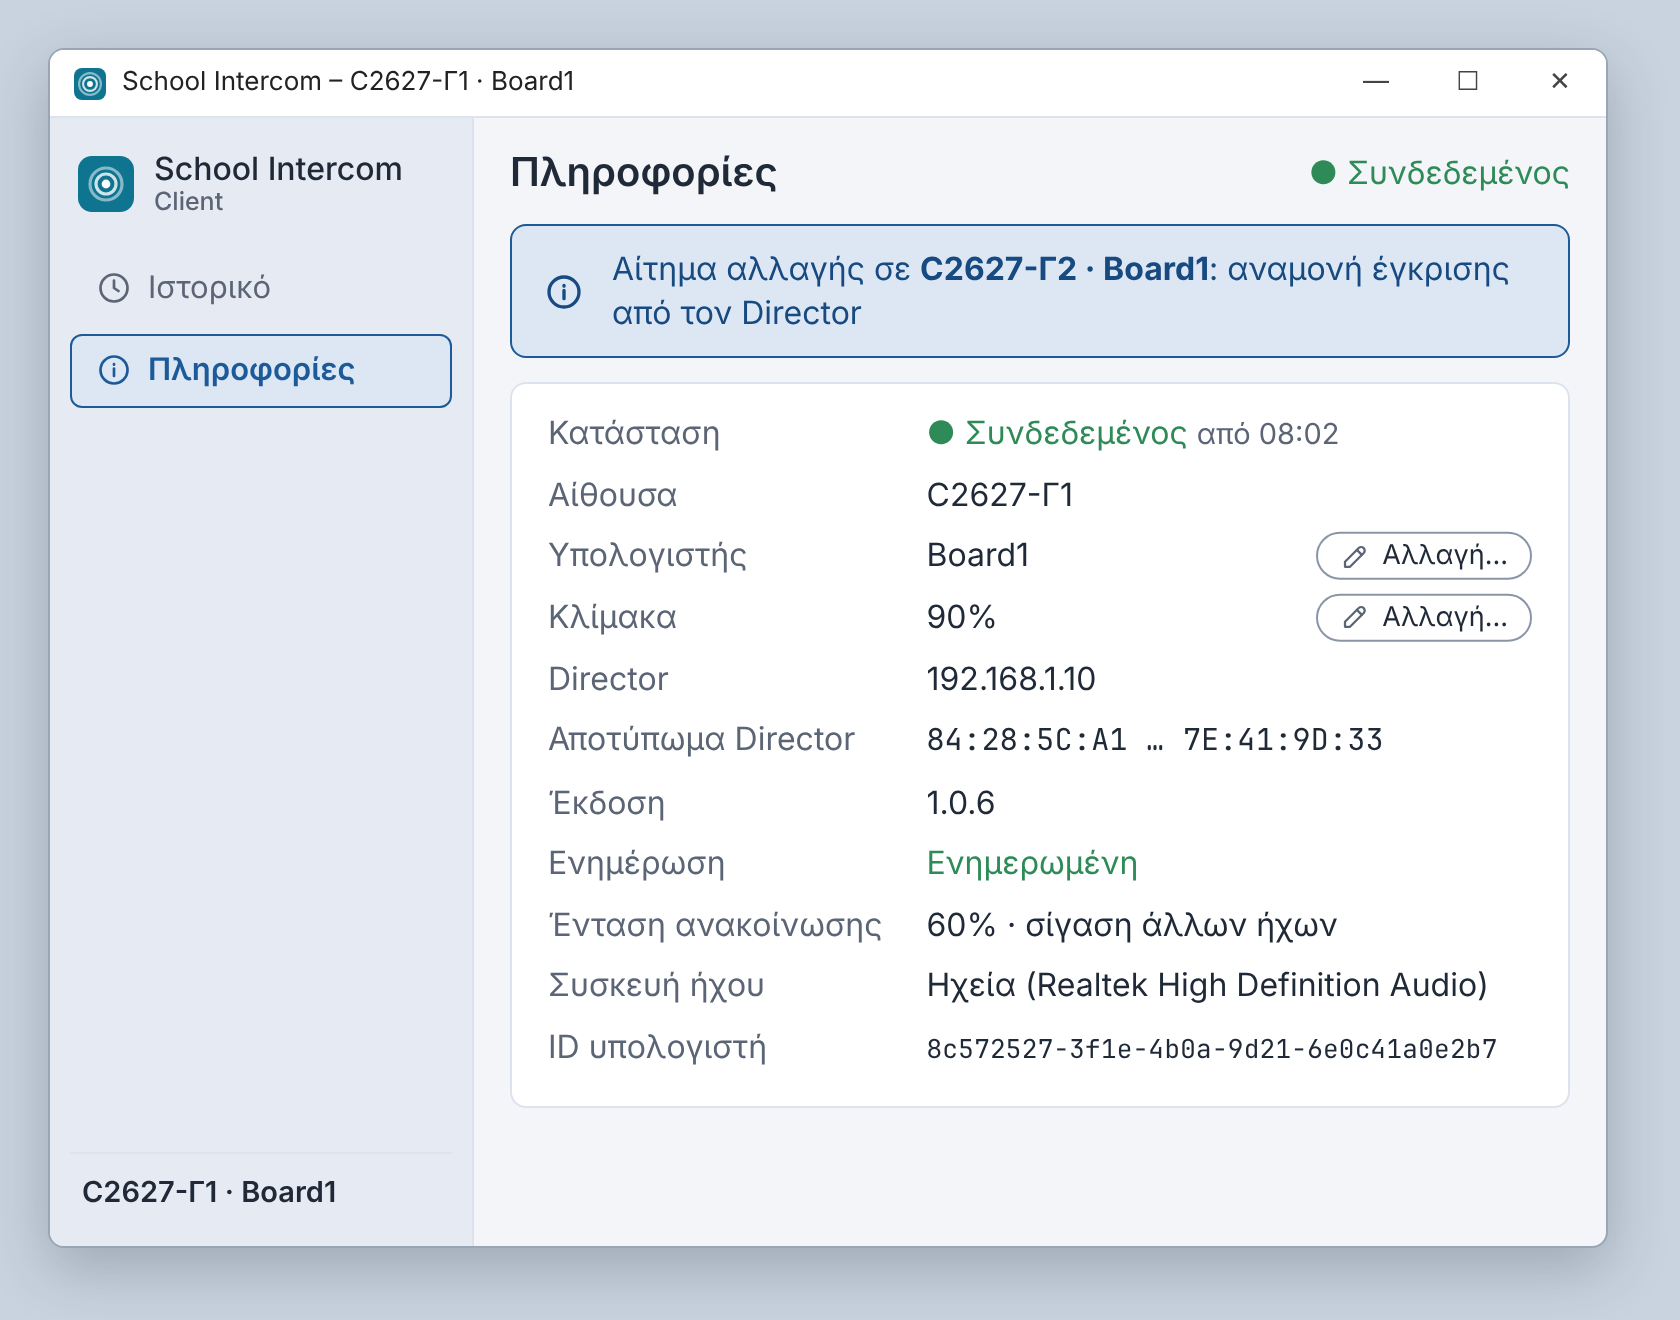 School Intercom – C2627-Γ1 · Board1
School Intercom
Client
Ιστορικό
Πληροφορίες
C2627-Γ1 · Board1
Πληροφορίες
Συνδεδεμένος
Αίτημα αλλαγής σε C2627-Γ2 · Board1: αναμονή έγκρισης
από τον Director
Κατάσταση Συνδεδεμένος από 08:02
Αίθουσα C2627-Γ1
Υπολογιστής Board1 Αλλαγή…
Κλίμακα 90% Αλλαγή…
Director 192.168.1.10
Αποτύπωμα Director 84:28:5C:A1 … 7E:41:9D:33
Έκδοση 1.0.6
Ενημέρωση Ενημερωμένη
Ένταση ανακοίνωσης 60% · σίγαση άλλων ήχων
Συσκευή ήχου Ηχεία (Realtek High Definition Audio)
ID υπολογιστή 8c572527-3f1e-4b0a-9d21-6e0c41a0e2b7